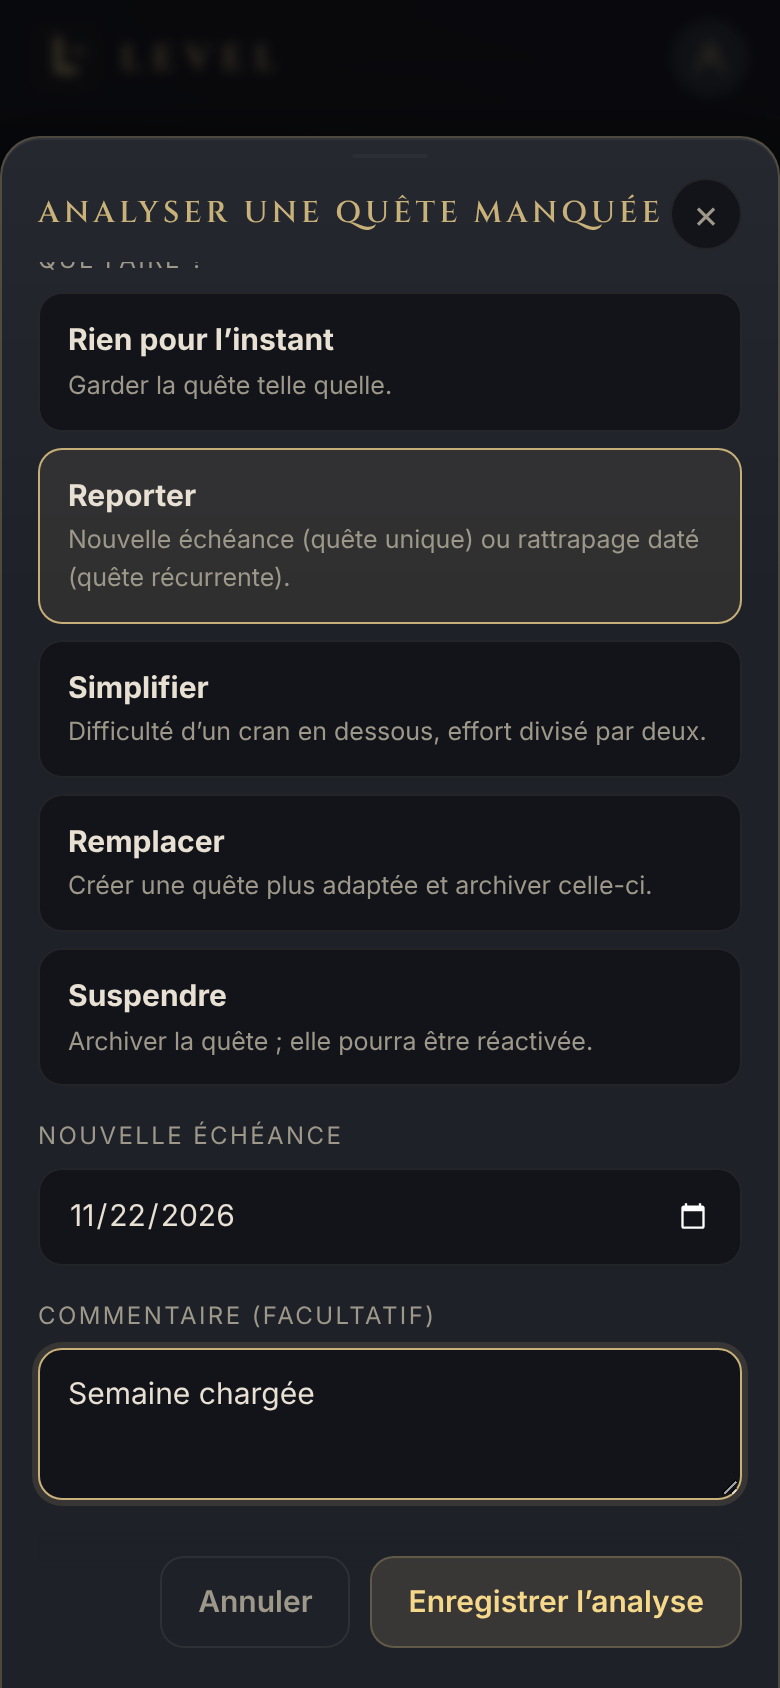 LEVEL
ANALYSER UNE QUÊTE MANQUÉE
QUE FAIRE ?
Rien pour l’instant
Garder la quête telle quelle.
Reporter
Nouvelle échéance (quête unique) ou rattrapage daté
(quête récurrente).
Simplifier
Difficulté d’un cran en dessous, effort divisé par deux.
Remplacer
Créer une quête plus adaptée et archiver celle-ci.
Suspendre
Archiver la quête ; elle pourra être réactivée.
NOUVELLE ÉCHÉANCE
11/22/2026
COMMENTAIRE (FACULTATIF)
Semaine chargée
Annuler
Enregistrer l’analyse